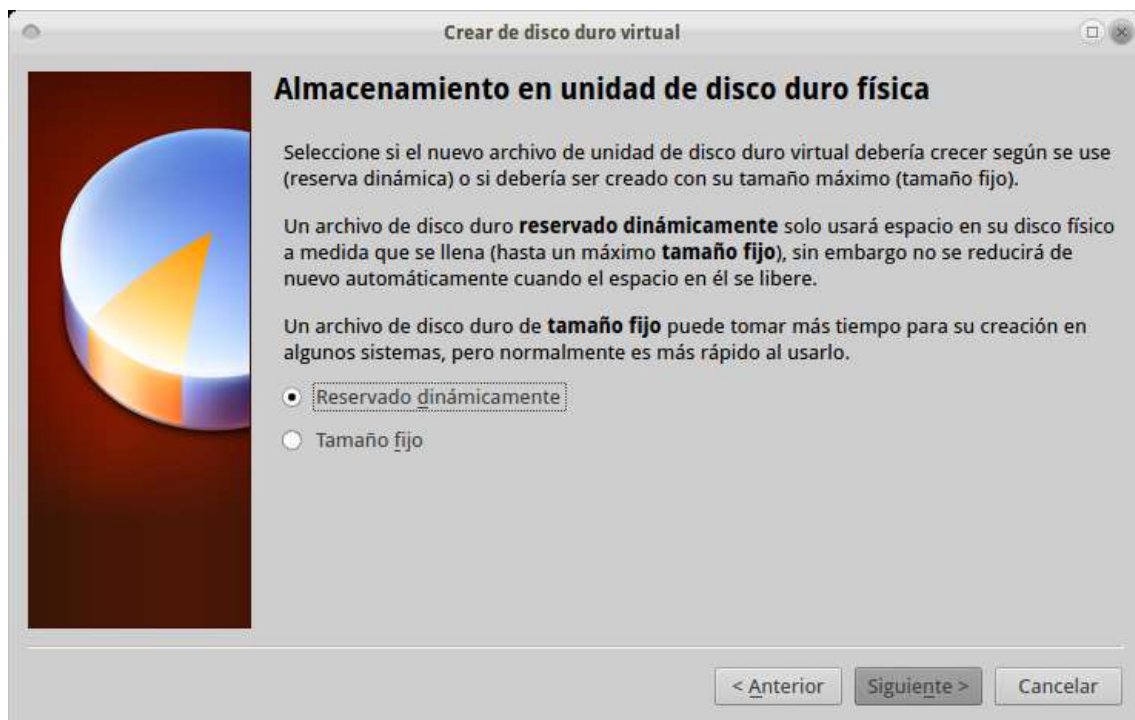 Crear de disco duro virtual
Almacenamiento en unidad de disco duro física
Seleccione si el nuevo archivo de unidad de disco duro virtual debería crecer según se use
(reserva dinámica) o si debería ser creado con su tamaño máximo (tamaño fijo).
Un archivo de disco duro reservado dinámicamente solo usará espacio en su disco físico
a medida que se llena (hasta un máximo tamaño fijo), sin embargo no se reducirá de
nuevo automáticamente cuando el espacio en él se libere.
Un archivo de disco duro de tamaño fijo puede tomar más tiempo para su creación en
algunos sistemas, pero normalmente es más rápido al usarlo.
Reservado dinámicamente
Tamaño fijo
< Anterior Siguiente > Cancelar